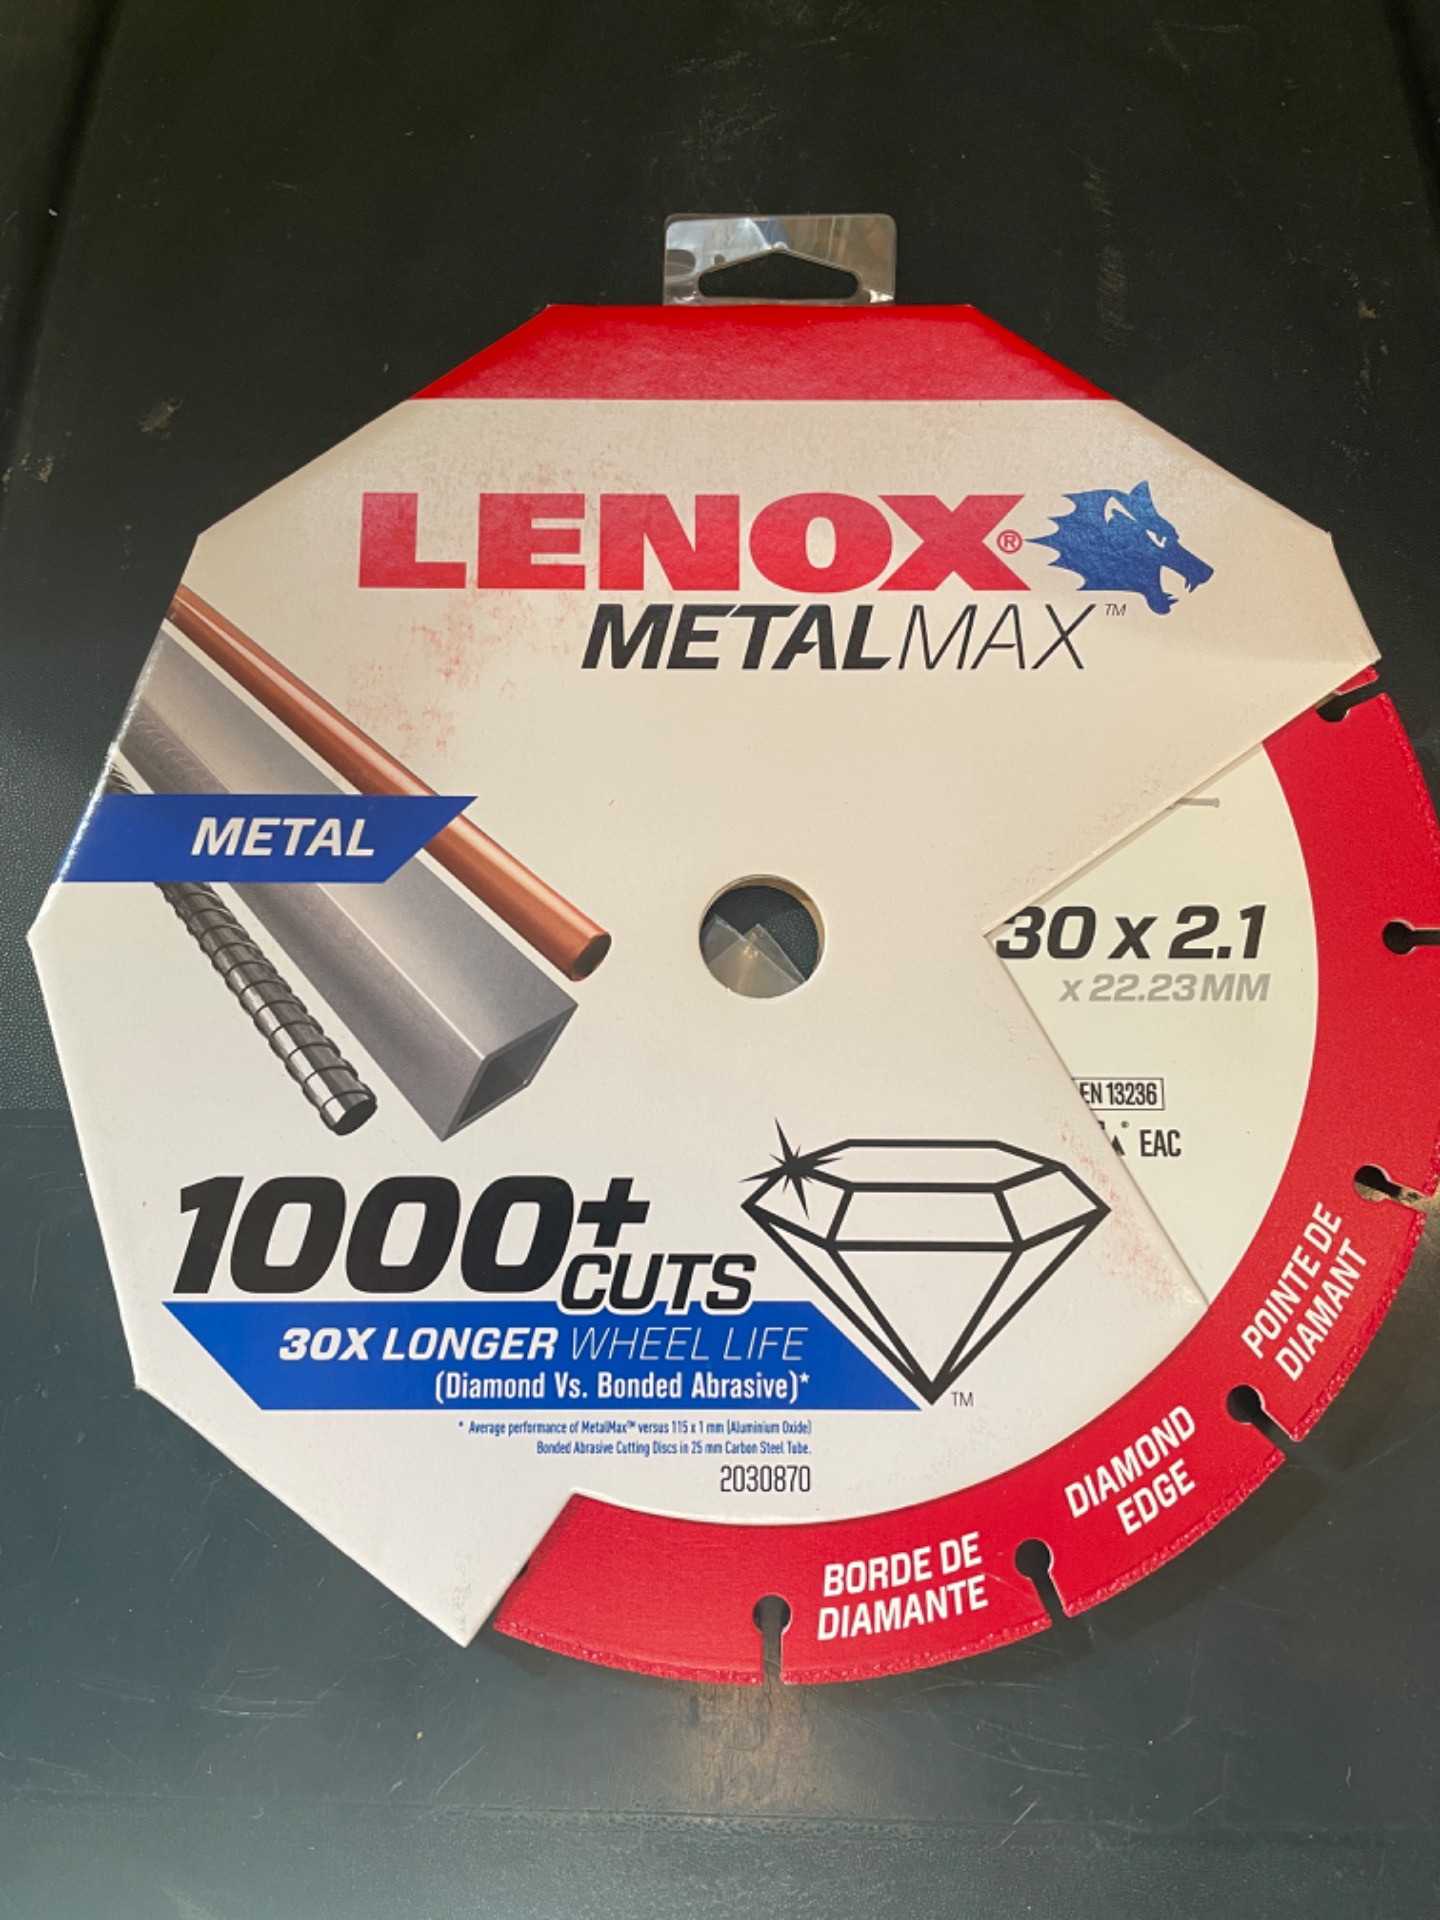 LENOX®
METALMAX™
METAL
30 x 2.1
x 22.23MM
EN 13236
® EAC
1000+
CUTS
30X LONGER WHEEL LIFE
(Diamond Vs. Bonded Abrasive)*
TM
* Average performance of MetalMax™ versus 115 x 1 mm (Aluminium Oxide)
Bonded Abrasive Cutting Discs in 25 mm Carbon Steel Tube.
2030870
POINTE DE
DIAMANT
DIAMOND
EDGE
BORDE DE
DIAMANTE